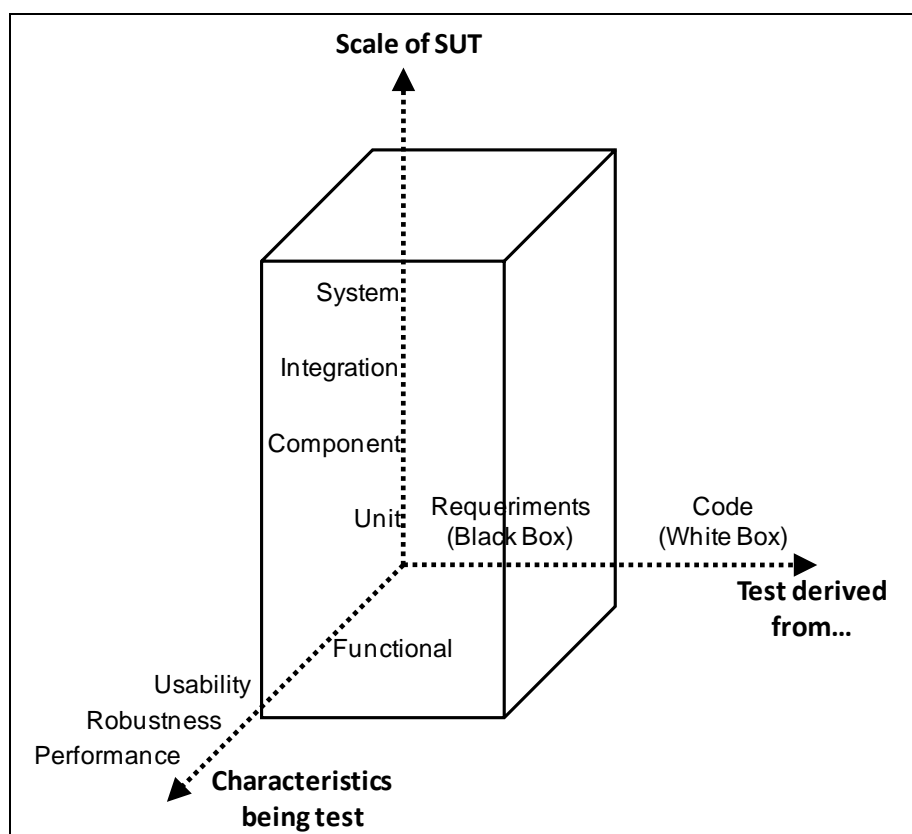 Scale of SUT
System
Integration
Component
Unit
Requeriments
(Black Box)
Code
(White Box)
Test derived
from...
Functional
Usability
Robustness
Performance
Characteristics
being test